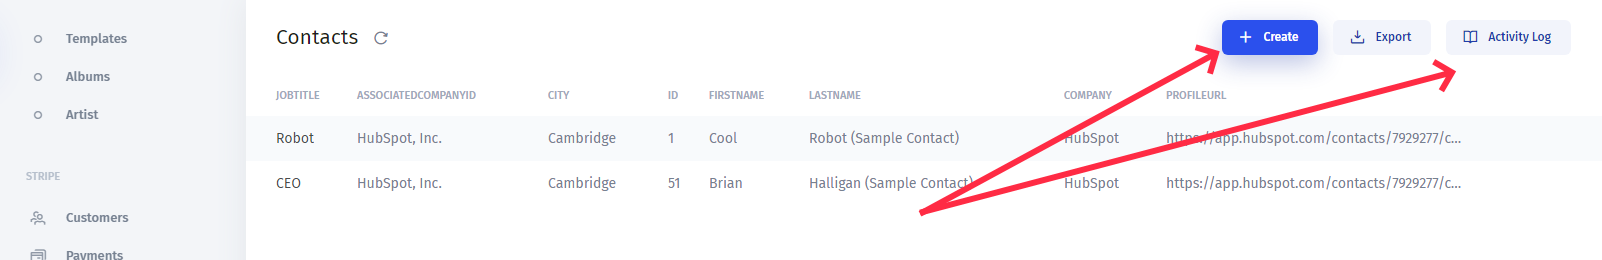 Templates
Albums
Artist
STRIPE
Customers
Payments
Contacts
Create
Export
Activity Log
JOBTITLE ASSOCIATEDCOMPANYID CITY ID FIRSTNAME LASTNAME COMPANY PROFILEURL
Robot HubSpot, Inc. Cambridge 1 Cool Robot (Sample Contact) HubSpot https://app.hubspot.com/contacts/7929277/c...
CEO HubSpot, Inc. Cambridge 51 Brian Halligan (Sample Contact) HubSpot https://app.hubspot.com/contacts/7929277/c...